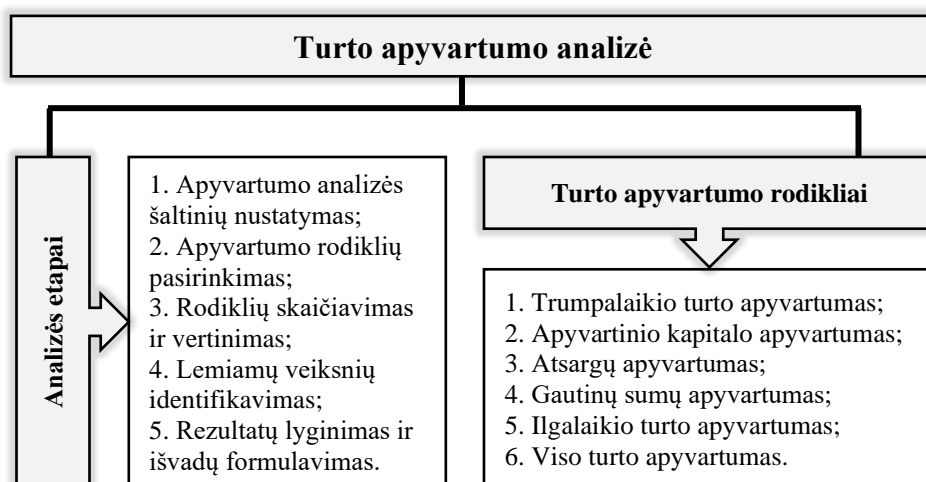 Turto apyvartumo analizė
Analizės etapai
1. Apyvartumo analizės
šaltinių nustatymas;
2. Apyvartumo rodiklių
pasirinkimas;
3. Rodiklių skaičiavimas
ir vertinimas;
4. Lemiamų veiksnių
identifikavimas;
5. Rezultatų lyginimas ir
išvadų formulavimas.
Turto apyvartumo rodikliai
1. Trumpalaikio turto apyvartumas;
2. Apyvartinio kapitalo apyvartumas;
3. Atsargų apyvartumas;
4. Gautinų sumų apyvartumas;
5. Ilgalaikio turto apyvartumas;
6. Viso turto apyvartumas.